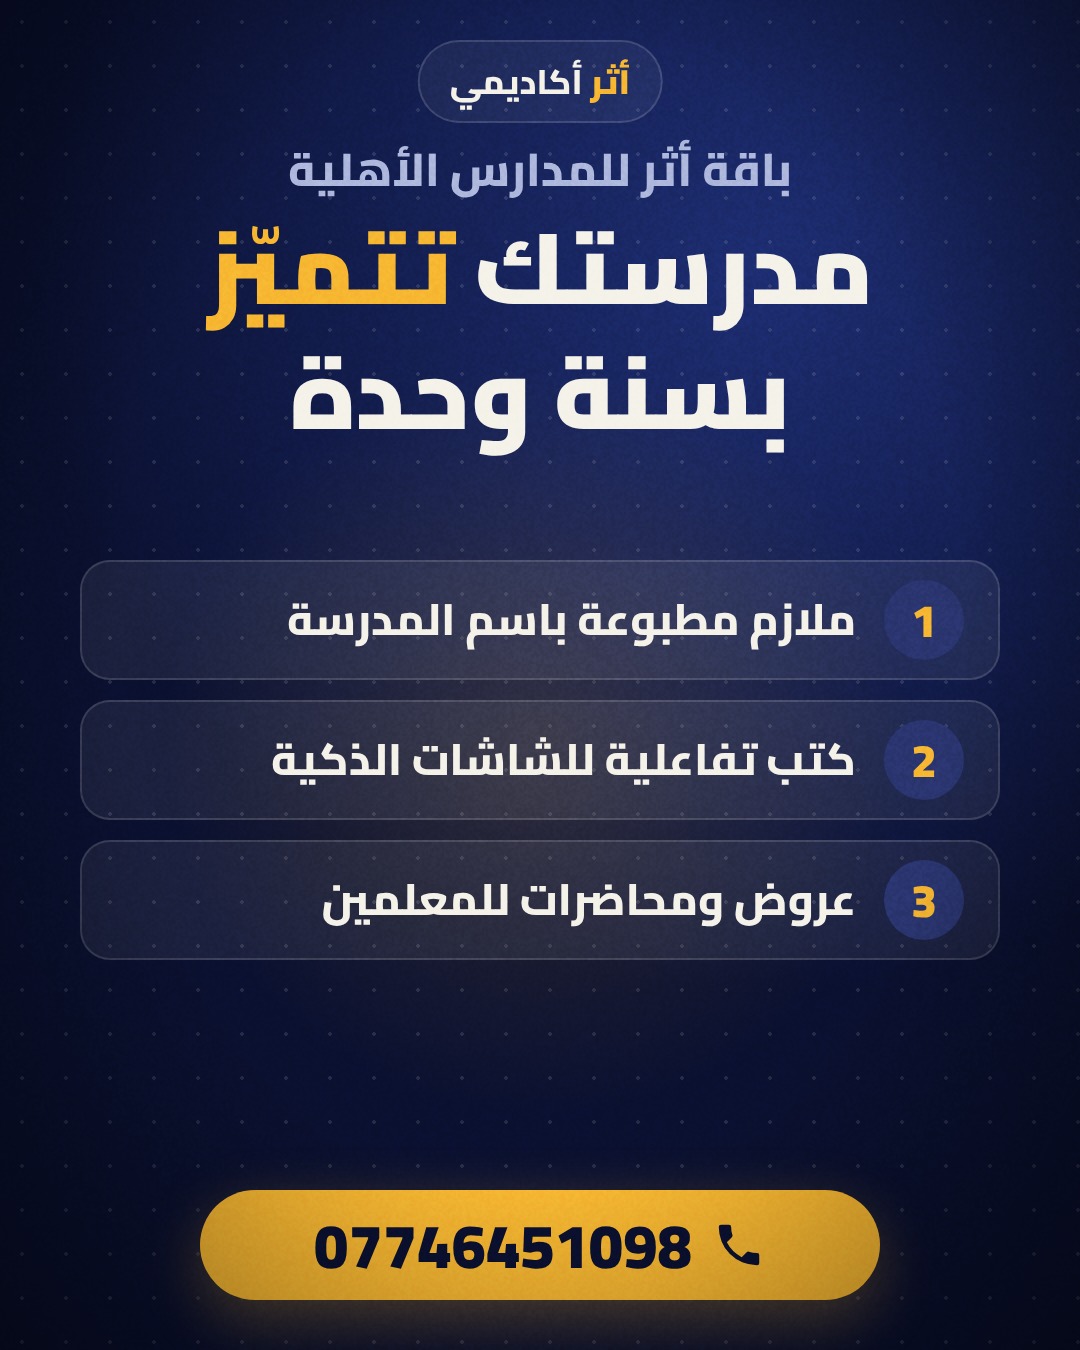 أثر أكاديمي
باقة أثر للمدارس الأهلية
مدرستك تتميّز
بسنة وحدة
1 ملازم مطبوعة باسم المدرسة
2 كتب تفاعلية للشاشات الذكية
3 عروض ومحاضرات للمعلمين
07746451098